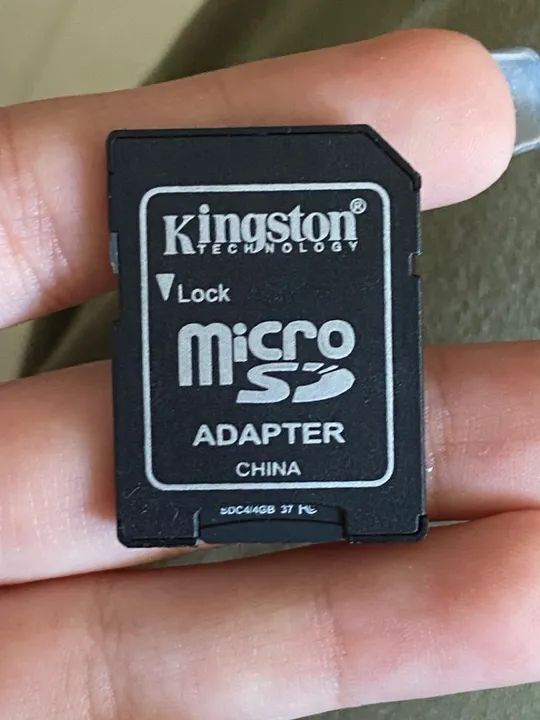 Kingston®
TECHNOLOGY
Lock
micro
SD
ADAPTER
CHINA
SDC4/4GB 37